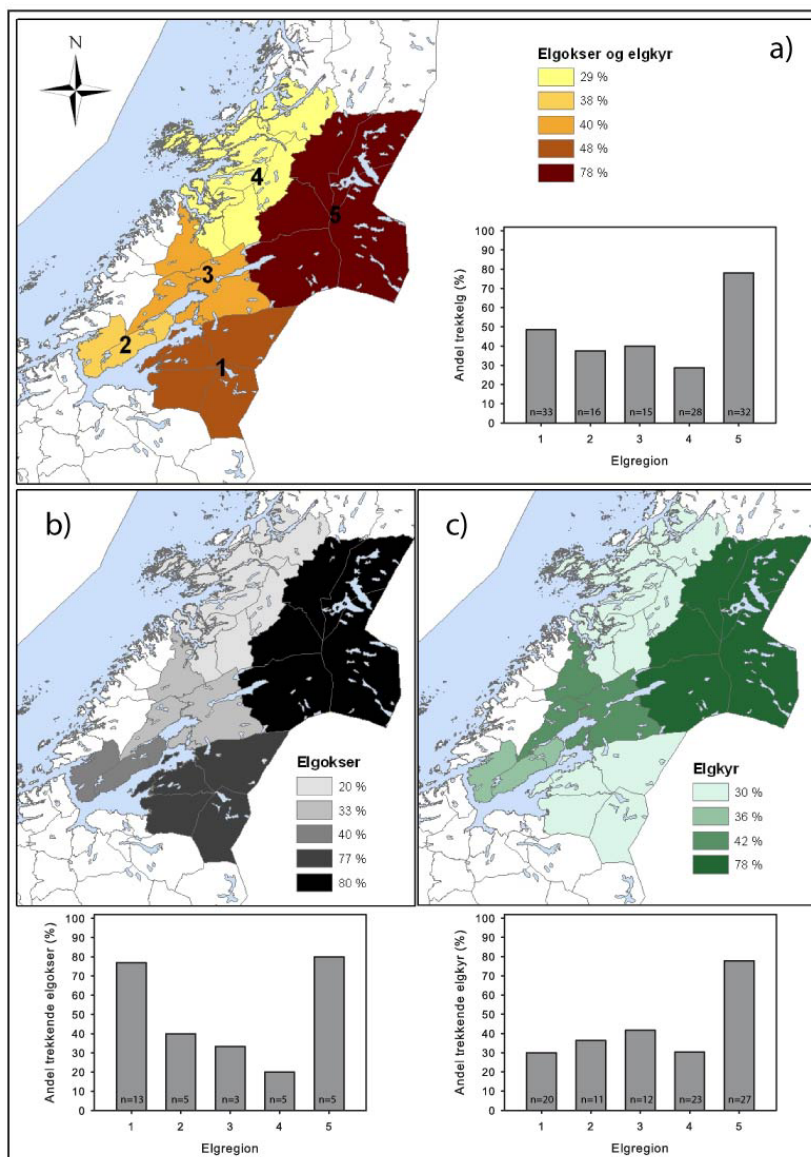 N
a)
Elgokser og elgkyr
29 %
38 %
40 %
48 %
78 %
4
5
3
2
1
Andel trekkelg (%)
100
90
80
70
60
50
40
30
20
10
0
n=33
n=16
n=15
n=28
n=32
1
2
3
4
5
Elgregion
b)
Elgokser
20 %
33 %
40 %
77 %
80 %
c)
Elgkyr
30 %
36 %
42 %
78 %
Andel trekkende elgokser (%)
100
90
80
70
60
50
40
30
20
10
0
n=13
n=5
n=3
n=5
n=5
1
2
3
4
5
Elgregion
Andel trekkende elgkyr (%)
100
90
80
70
60
50
40
30
20
10
0
n=20
n=11
n=12
n=23
n=27
1
2
3
4
5
Elgregion